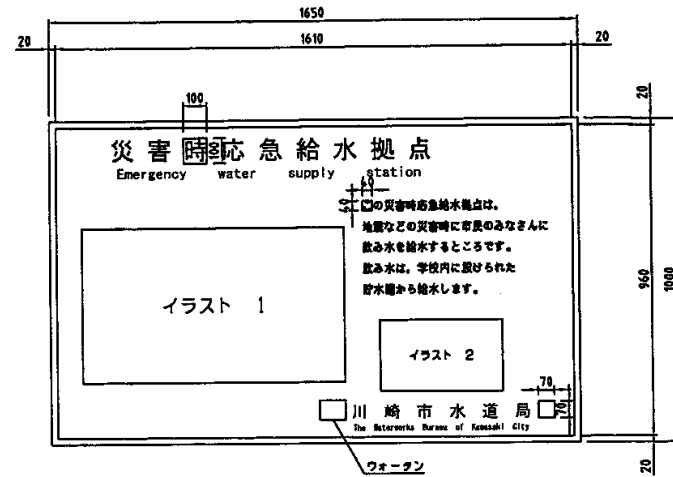 1650
20 1610 20
100
20
災害時応急給水拠点
100
Emergency water supply station
40
40
この災害時応急給水拠点は、
地震などの災害時に市民のみなさんに
飲み水を給水するところです。
飲み水は、学校内に設けられた
貯水槽から給水します。
960
1000
イラスト 1
イラスト 2
70
70
川崎市水道局
The Waterworks Bureau of Kawasaki City
ウォータン
20